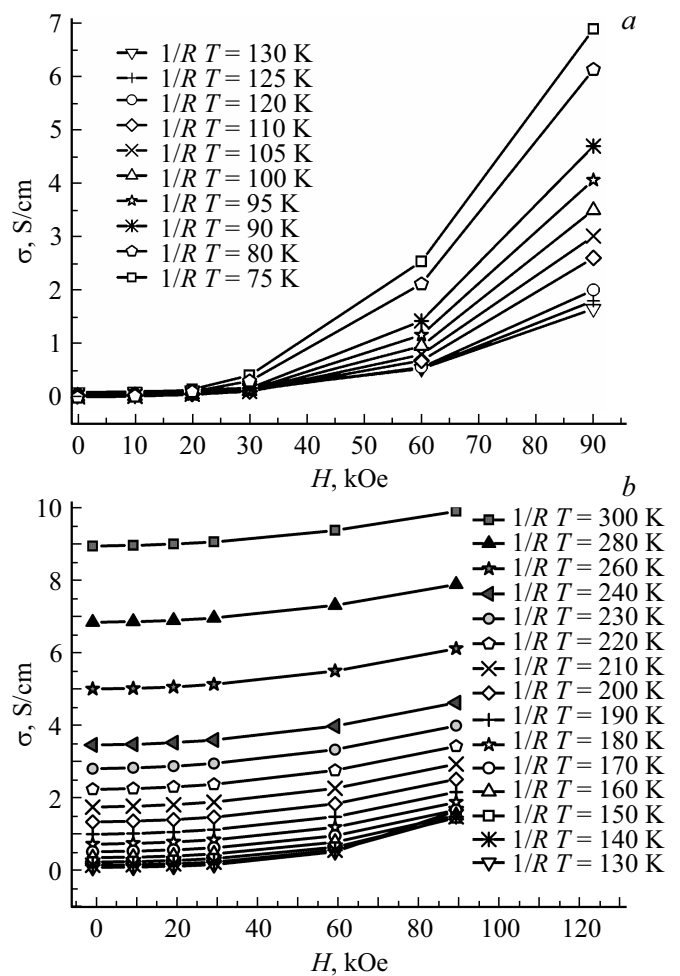 a
7
6
5
4
3
2
1
0
σ, S/cm
1/R T = 130 K
1/R T = 125 K
1/R T = 120 K
1/R T = 110 K
1/R T = 105 K
1/R T = 100 K
1/R T = 95 K
1/R T = 90 K
1/R T = 80 K
1/R T = 75 K
0 10 20 30 40 50 60 70 80 90
H, kOe
b
10
8
6
4
2
0
σ, S/cm
1/R T = 300 K
1/R T = 280 K
1/R T = 260 K
1/R T = 240 K
1/R T = 230 K
1/R T = 220 K
1/R T = 210 K
1/R T = 200 K
1/R T = 190 K
1/R T = 180 K
1/R T = 170 K
1/R T = 160 K
1/R T = 150 K
1/R T = 140 K
1/R T = 130 K
0 20 40 60 80 100 120
H, kOe